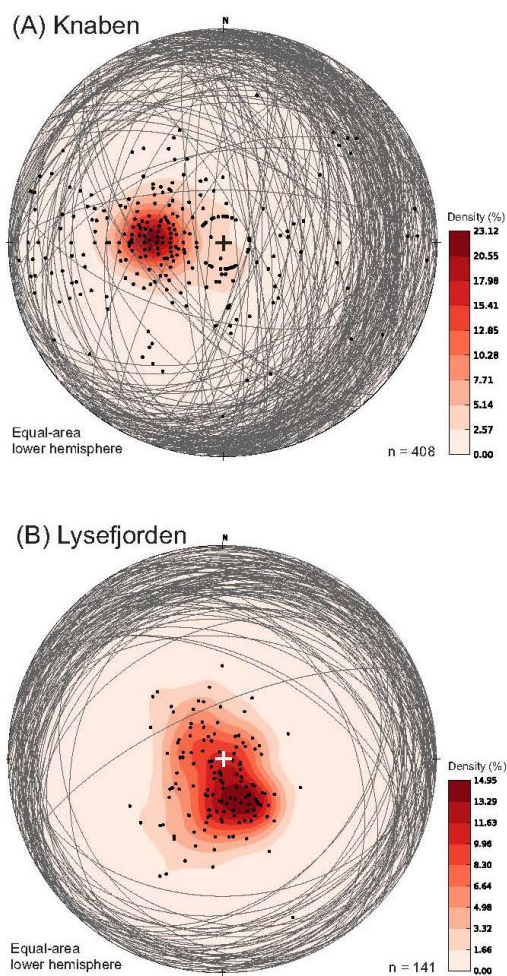 (A) Knaben
N
Density (%)
23.12
20.55
17.98
15.41
12.85
10.28
7.71
5.14
2.57
0.00
Equal-area
lower hemisphere
n = 408
(B) Lysefjorden
N
Density (%)
14.95
13.29
11.63
9.96
8.30
6.64
4.98
3.32
1.66
0.00
Equal-area
lower hemisphere
n = 141